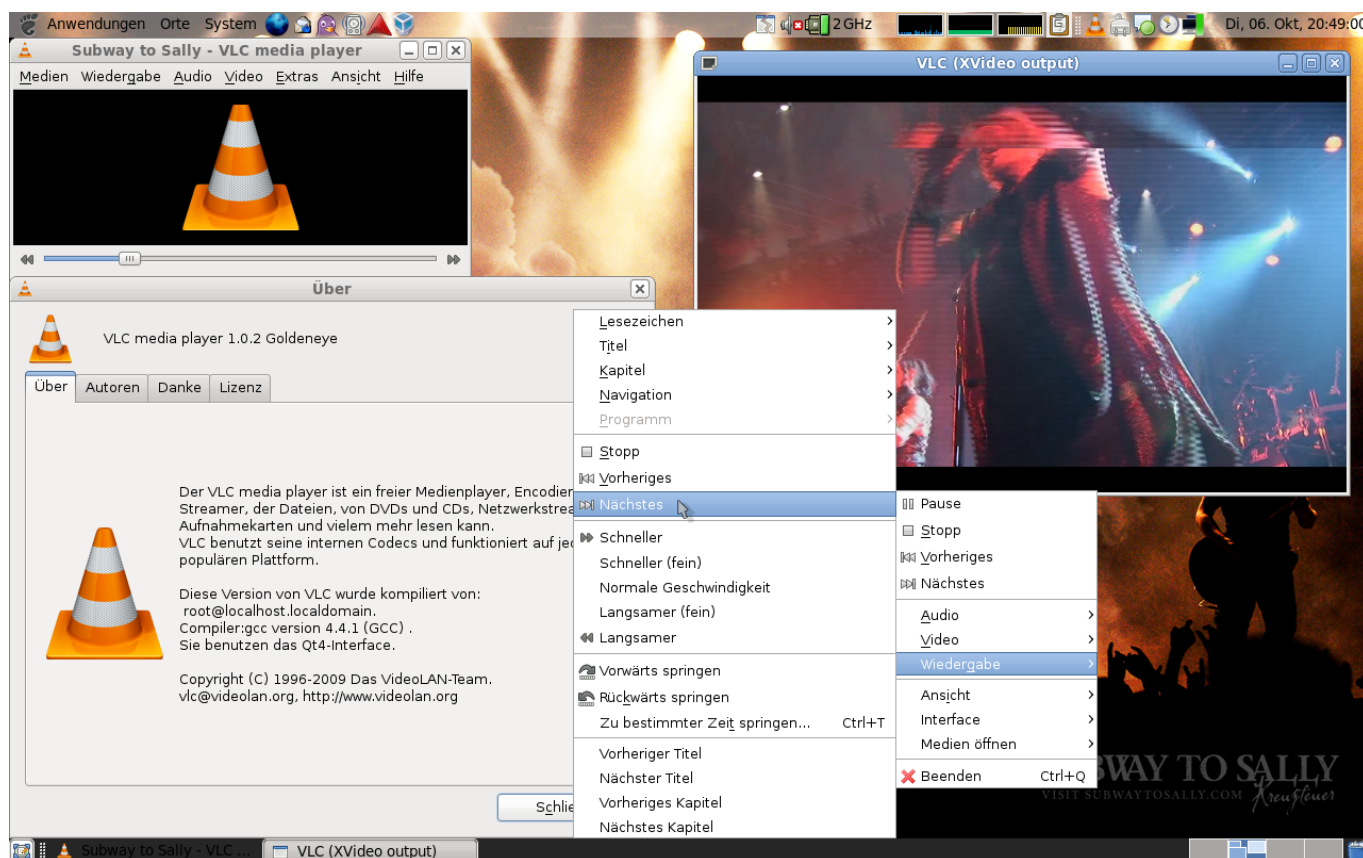 Anwendungen Orte System
2 GHz
Di, 06. Okt, 20:49:00
Subway to Sally - VLC media player
Medien Wiedergabe Audio Video Extras Ansicht Hilfe
VLC (XVideo output)
Über
VLC media player 1.0.2 Goldeneye
Über Autoren Danke Lizenz
Der VLC media player ist ein freier Medienplayer, Encodier
Streamer, der Dateien, von DVDs und CDs, Netzwerkstrea
Aufnahmekarten und vielem mehr lesen kann.
VLC benutzt seine internen Codecs und funktioniert auf jed
populären Plattform.
Diese Version von VLC wurde kompiliert von:
root@localhost.localdomain.
Compiler:gcc version 4.4.1 (GCC) .
Sie benutzen das Qt4-Interface.
Copyright (C) 1996-2009 Das VideoLAN-Team.
vlc@videolan.org, http://www.videolan.org
Schlie
Lesezeichen
Titel
Kapitel
Navigation
Programm
Stopp
Vorheriges
Nächstes
Schneller
Schneller (fein)
Normale Geschwindigkeit
Langsamer (fein)
Langsamer
Vorwärts springen
Rückwärts springen
Zu bestimmter Zeit springen... Ctrl+T
Vorheriger Titel
Nächster Titel
Vorheriges Kapitel
Nächstes Kapitel
Pause
Stopp
Vorheriges
Nächstes
Audio
Video
Wiedergabe
Ansicht
Interface
Medien öffnen
Beenden Ctrl+Q
BWAY TO SALLY
VISIT SUBWAYTOSALLY.COM Kreuzfeuer
Subway to Sally - VLC ...
VLC (XVideo output)